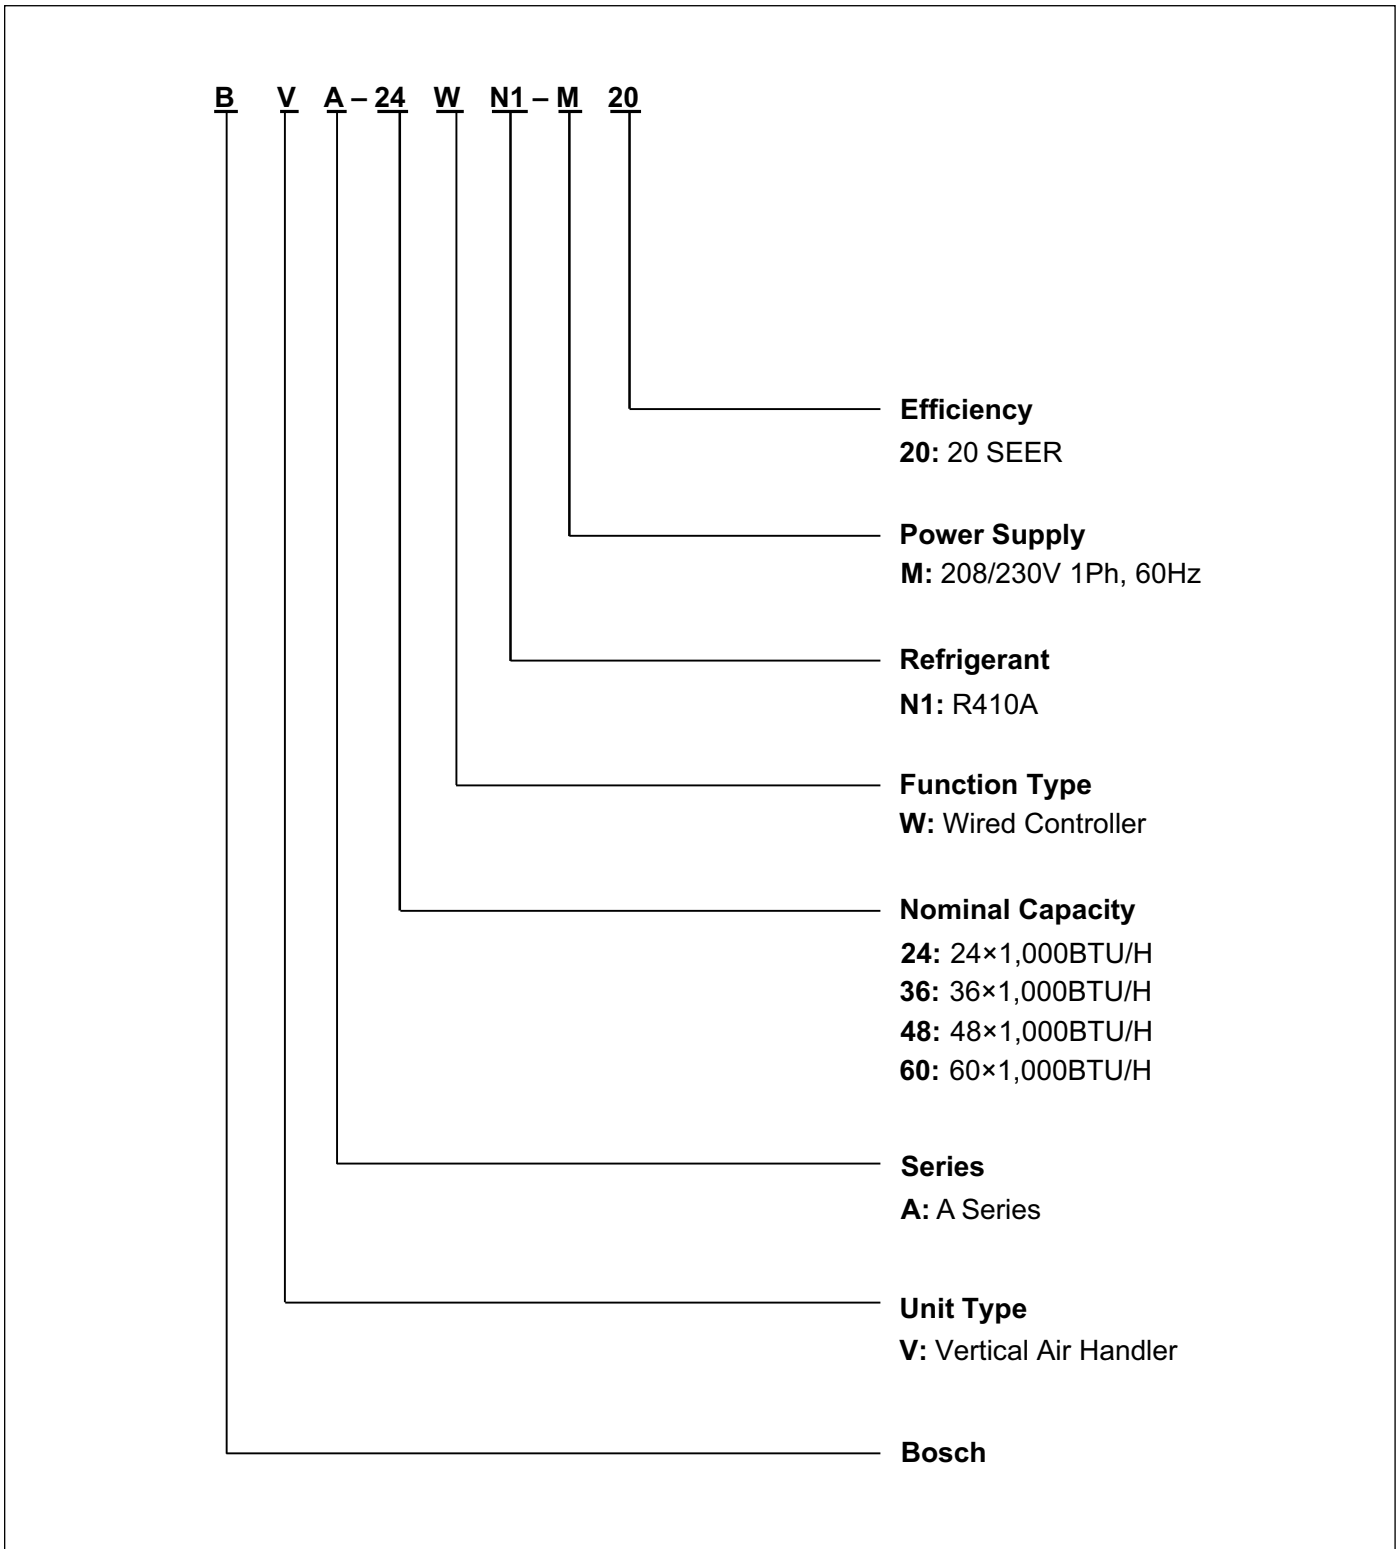 B V A – 24 W N1 – M 20
Efficiency
20: 20 SEER
Power Supply
M: 208/230V 1Ph, 60Hz
Refrigerant
N1: R410A
Function Type
W: Wired Controller
Nominal Capacity
24: 24×1,000BTU/H
36: 36×1,000BTU/H
48: 48×1,000BTU/H
60: 60×1,000BTU/H
Series
A: A Series
Unit Type
V: Vertical Air Handler
Bosch